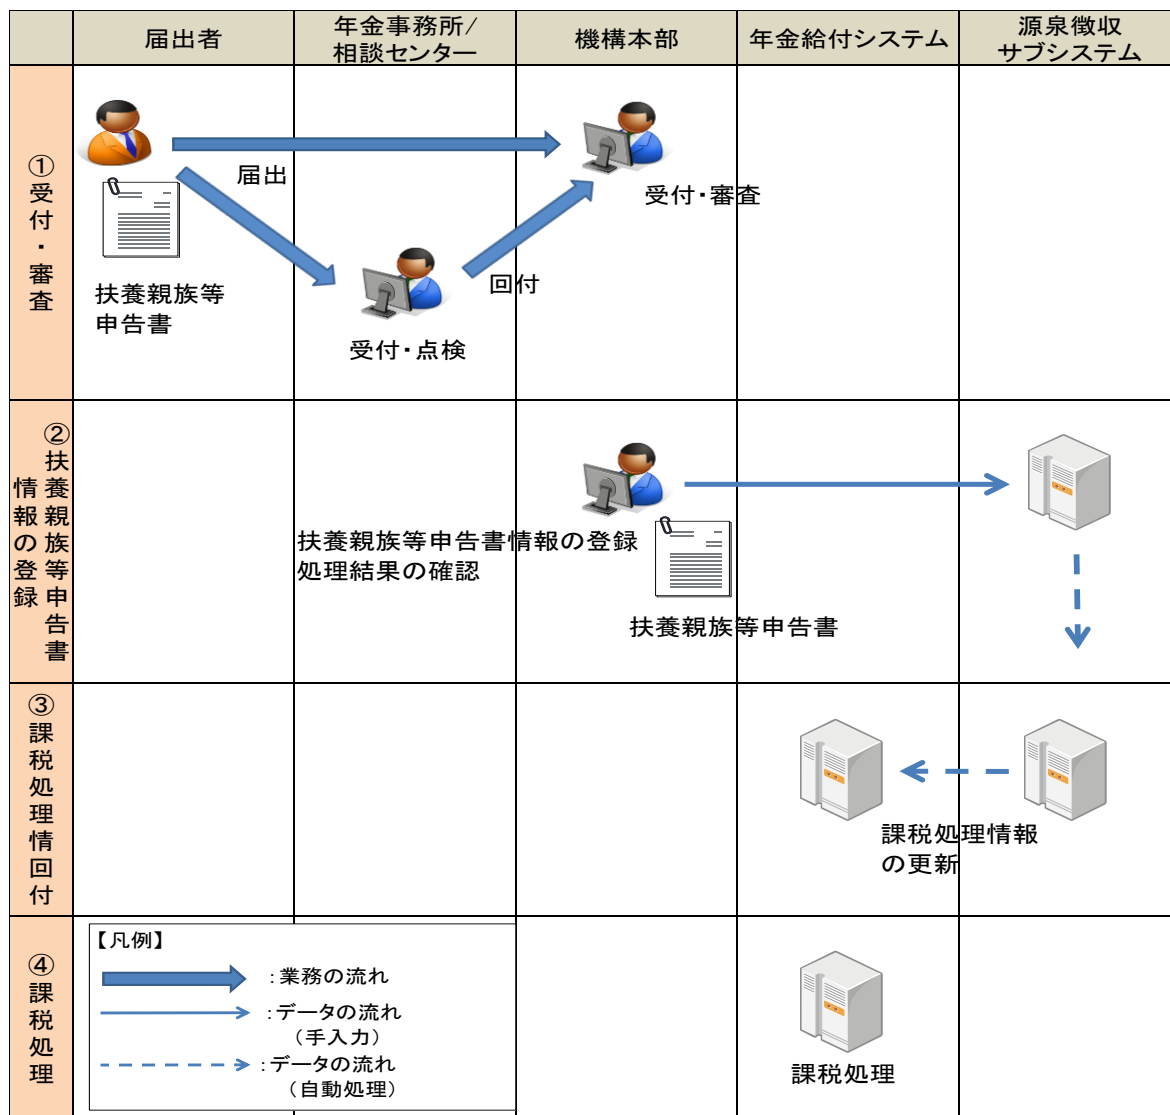 届出者
年金事務所/
相談センター
機構本部
年金給付システム
源泉徴収
サブシステム
①受付・審査
届出
受付・審査
回付
扶養親族等
申告書
受付・点検
②扶養親族等申告書
情報の登録
扶養親族等申告書情報の登録
処理結果の確認
扶養親族等申告書
③課税処理情回付
課税処理情報
の更新
④課税処理
【凡例】
：業務の流れ
：データの流れ
（手入力）
：データの流れ
（自動処理）
課税処理